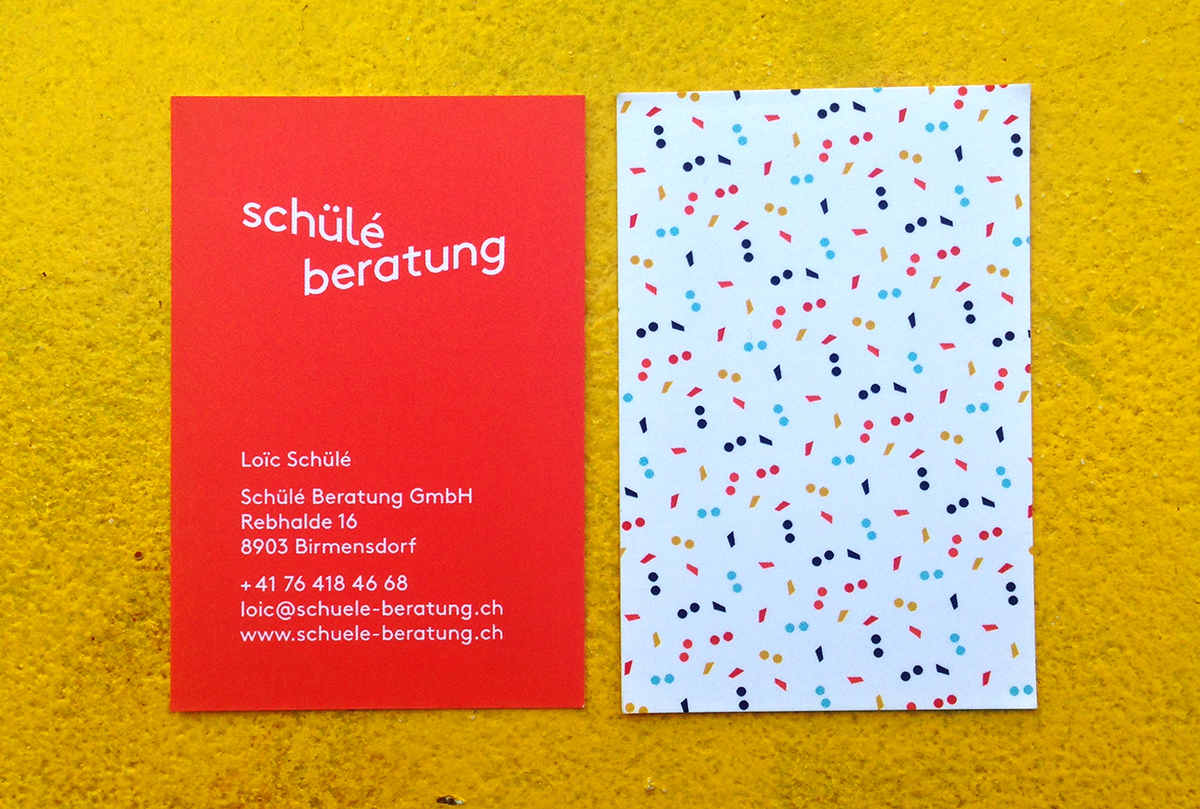 schülé
beratung
Loïc Schülé
Schülé Beratung GmbH
Rebhalde 16
8903 Birmensdorf
+41 76 418 46 68
loic@schuele-beratung.ch
www.schuele-beratung.ch